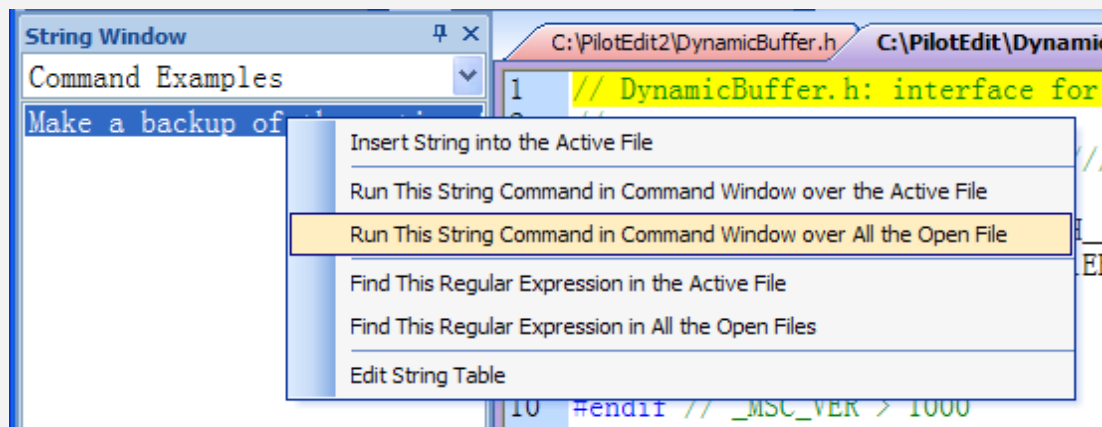 String Window
C:\PilotEdit2\DynamicBuffer.h
C:\PilotEdit\Dynamic
Command Examples
1 // DynamicBuffer.h: interface for
Make a backup of
Insert String into the Active File
Run This String Command in Command Window over the Active File
Run This String Command in Command Window over All the Open File
Find This Regular Expression in the Active File
Find This Regular Expression in All the Open Files
Edit String Table
10 #endif // _MSC_VER > 1000